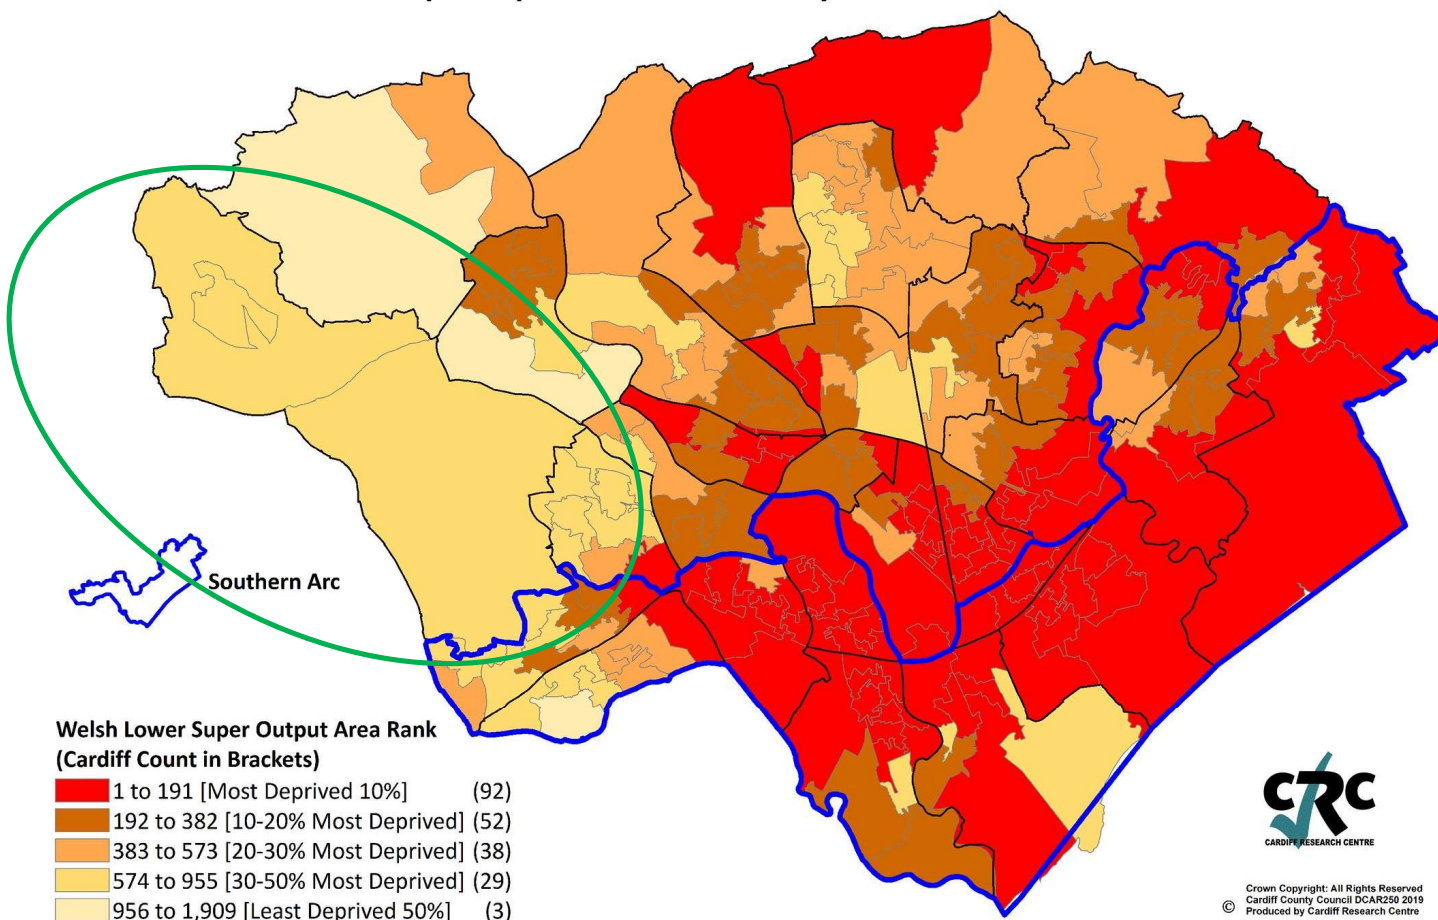 Southern Arc
Welsh Lower Super Output Area Rank
(Cardiff Count in Brackets)
1 to 191 [Most Deprived 10%] (92)
192 to 382 [10-20% Most Deprived] (52)
383 to 573 [20-30% Most Deprived] (38)
574 to 955 [30-50% Most Deprived] (29)
956 to 1,909 [Least Deprived 50%] (3)
CRC
CARDIFF RESEARCH CENTRE
Crown Copyright: All Rights Reserved
Cardiff County Council DCAR250 2019
© Produced by Cardiff Research Centre